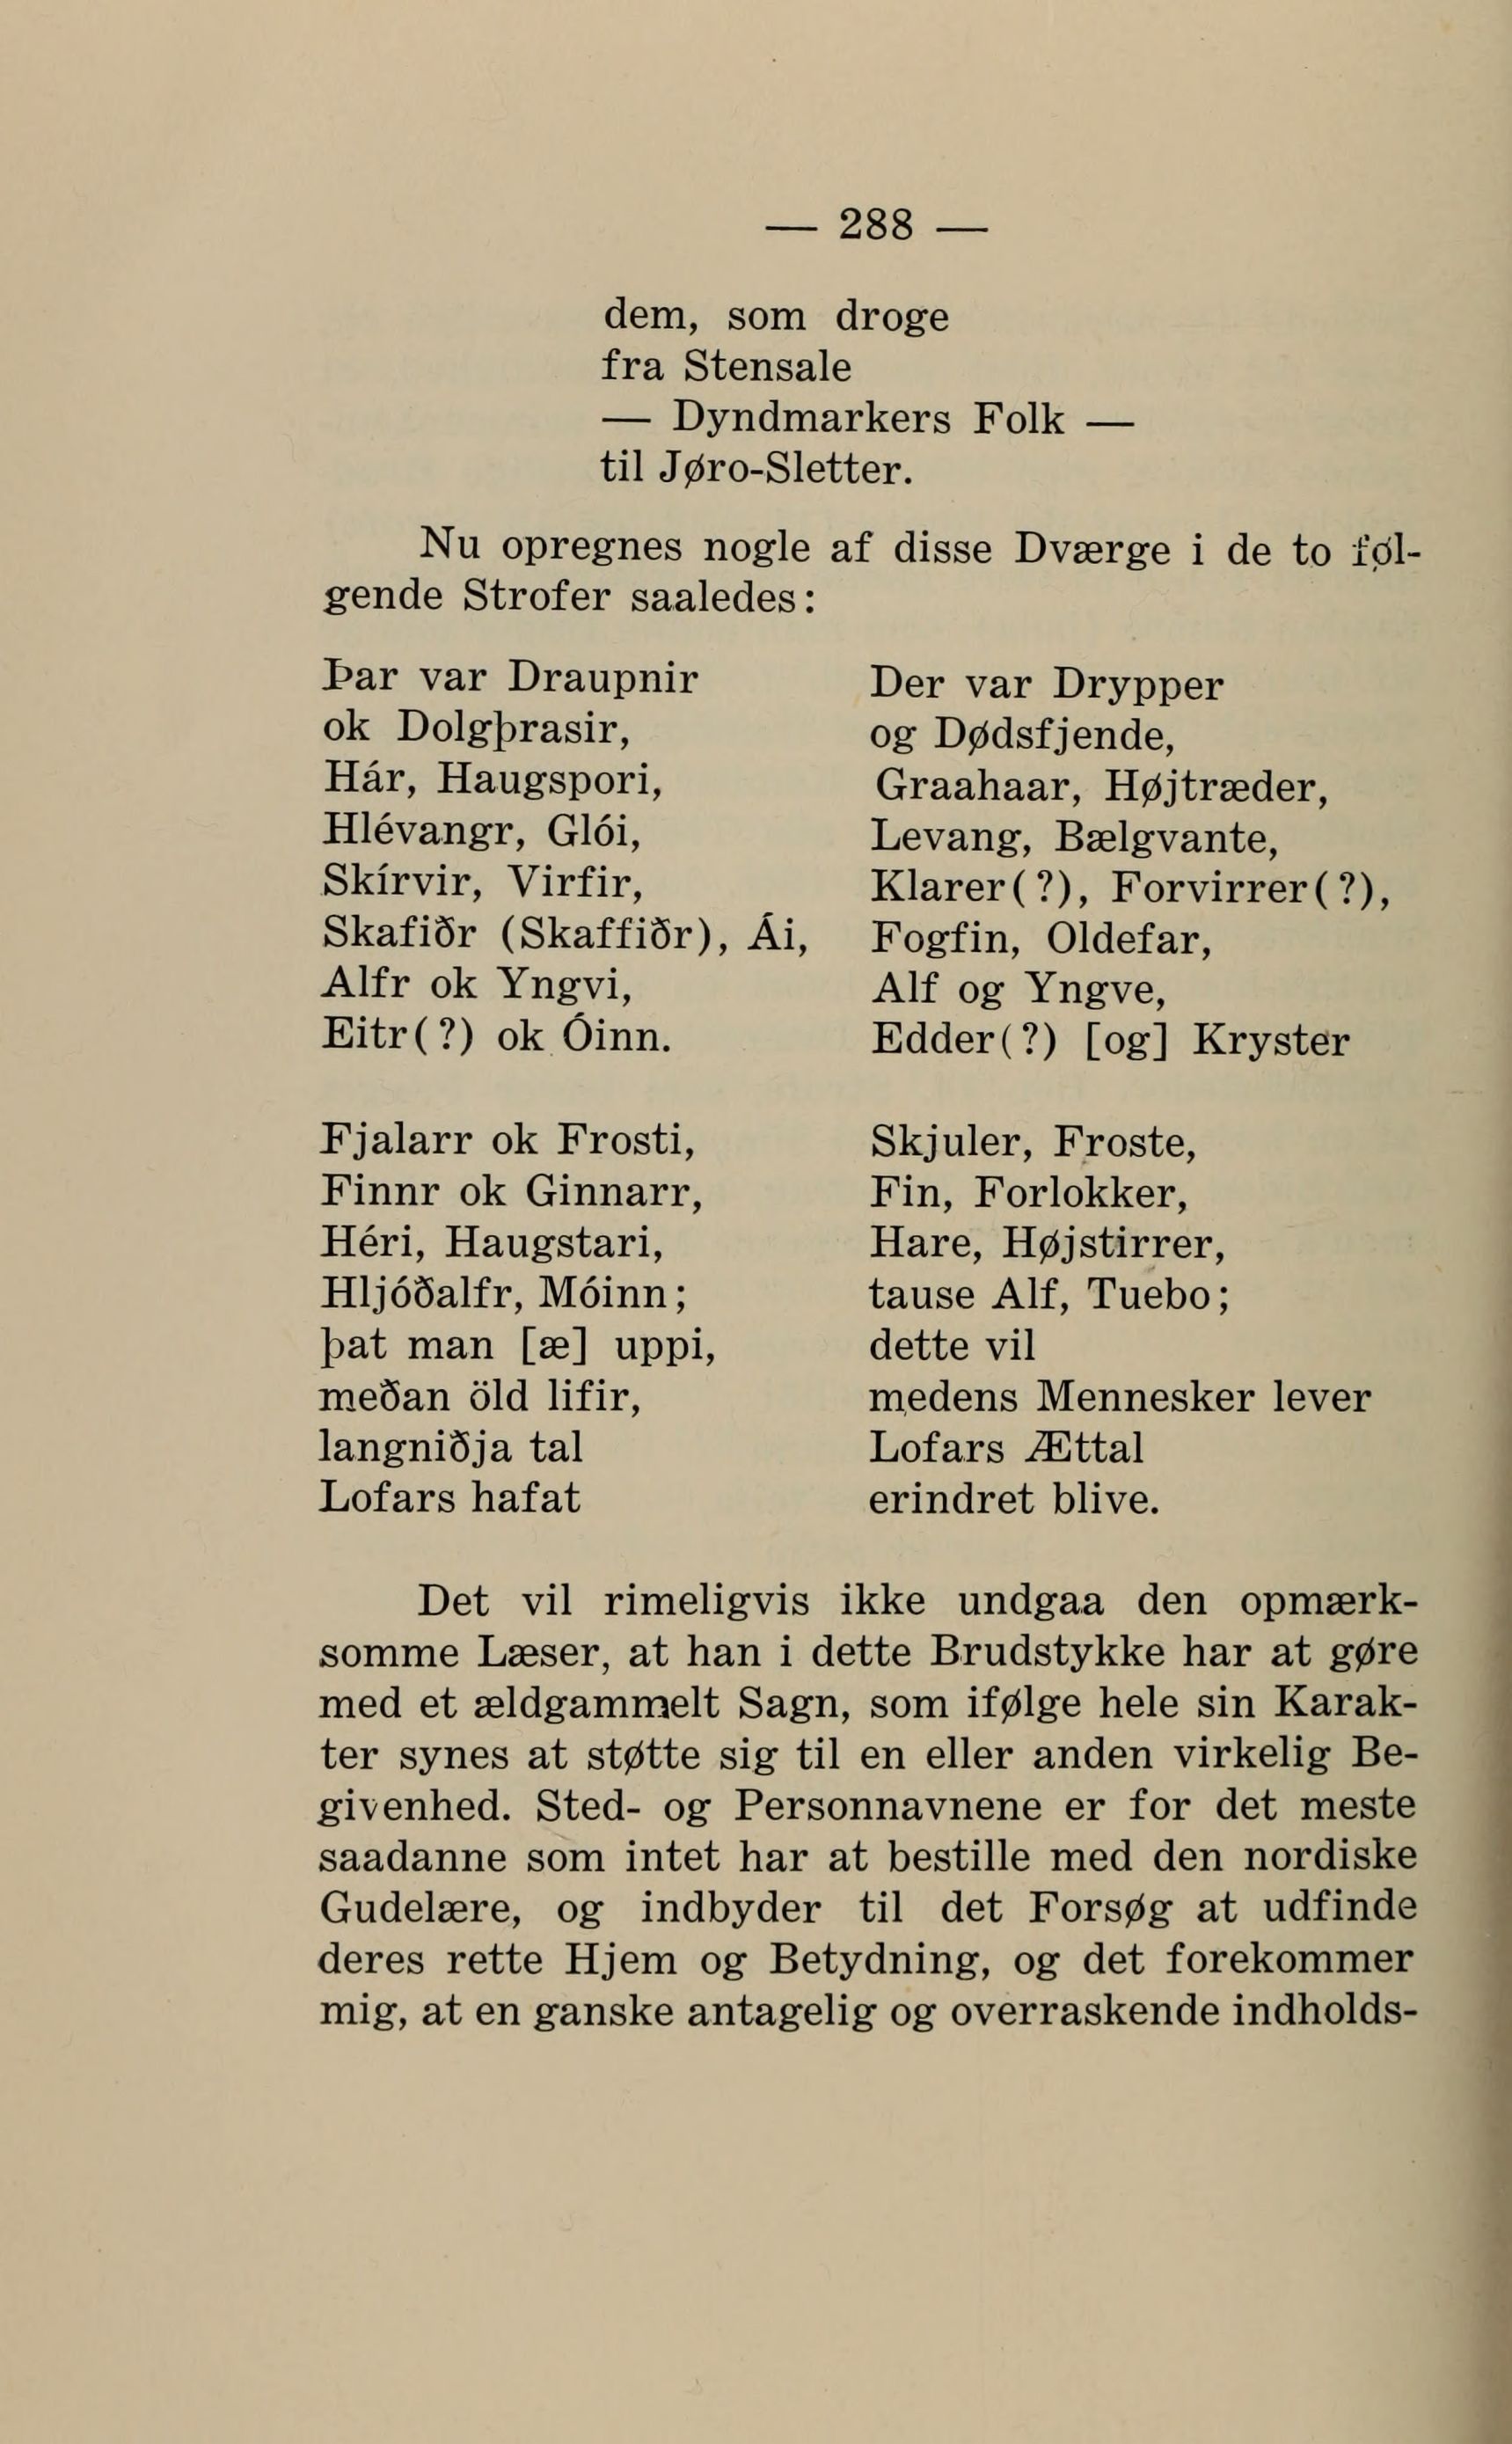 — 288 —
dem, som droge
fra Stensale
— Dyndmarkers Folk —
til Jøro-Sletter.
Nu opregnes nogle af disse Dværge i de to føl-
gende Strofer saaledes:
Þar var Draupnir
ok Dolgþrasir,
Hár, Haugspori,
Hlévangr, Glói,
Skírvir, Virfir,
Skafiðr (Skaffiðr), Ái,
Alfr ok Yngvi,
Eitr(?) ok Óinn.
Der var Drypper
og Dødsfjende,
Graahaar, Højtræder,
Levang, Bælgvante,
Klarer(?), Forvirrer(?),
Fogfin, Oldefar,
Alf og Yngve,
Edder(?) [og] Kryster
Fjalarr ok Frosti,
Finnr ok Ginnarr,
Héri, Haugstari,
Hljóðalfr, Móinn;
þat man [æ] uppi,
meðan öld lifir,
langniðja tal
Lofars hafat
Skjuler, Froste,
Fin, Forlokker,
Hare, Højstirrer,
tause Alf, Tuebo;
dette vil
medens Mennesker lever
Lofars Ættal
erindret blive.
Det vil rimeligvis ikke undgaa den opmærk-
somme Læser, at han i dette Brudstykke har at gøre
med et ældgammelt Sagn, som ifølge hele sin Karak-
ter synes at støtte sig til en eller anden virkelig Be-
givenhed. Sted- og Personnavnene er for det meste
saadanne som intet har at bestille med den nordiske
Gudelære, og indbyder til det Forsøg at udfinde
deres rette Hjem og Betydning, og det forekommer
mig, at en ganske antagelig og overraskende indholds-